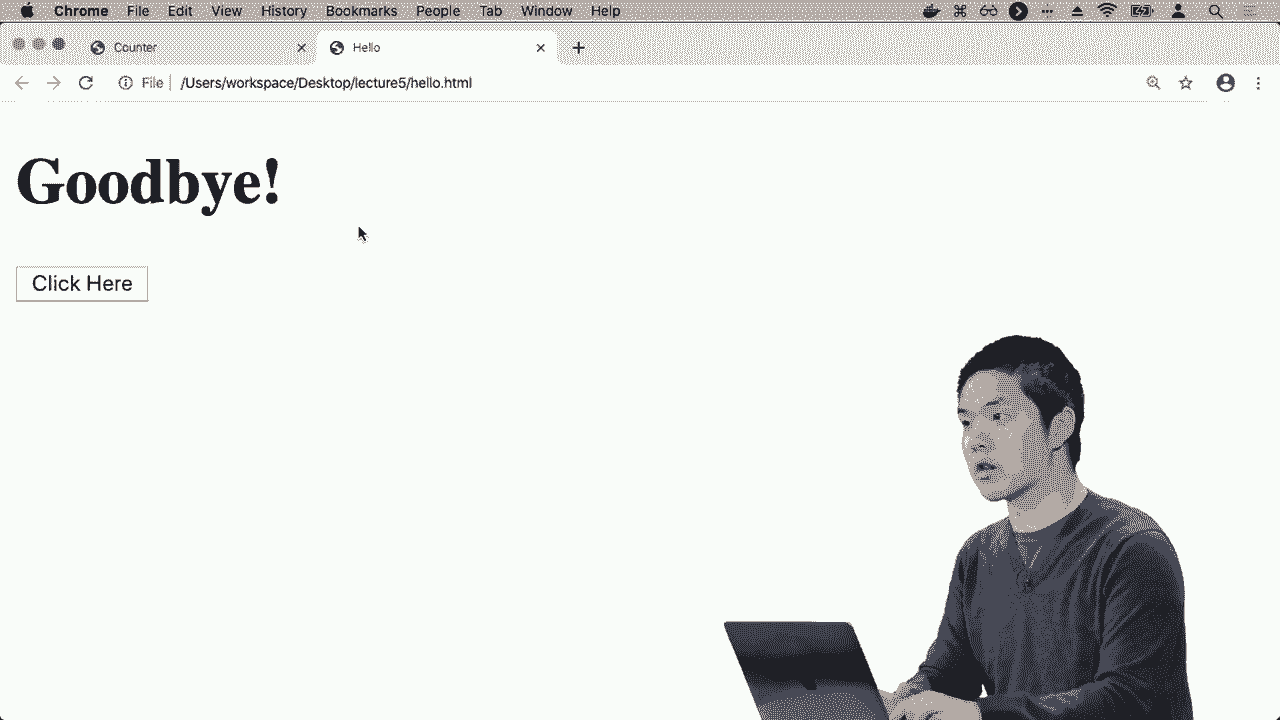 Chrome File Edit View History Bookmarks People Tab Window Help
Counter Hello
File /Users/workspace/Desktop/lecture5/hello.html
Goodbye!
Click Here